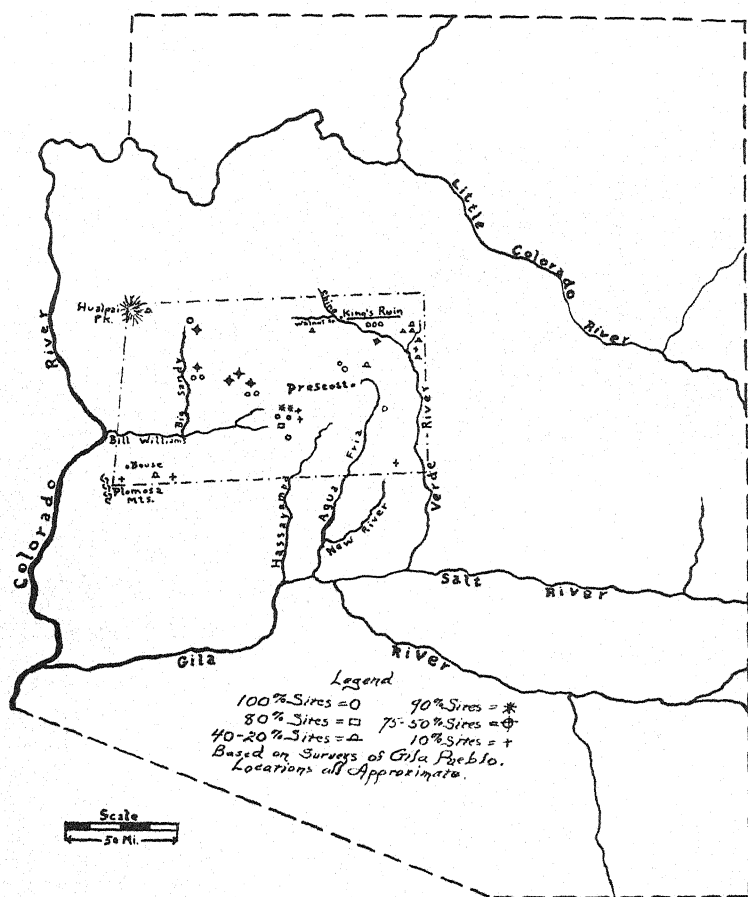 Little
Colorado
River
Hualpai
Pk.
River
Chino
Walnut Cr.
King's Ruin
Big Sandy
Prescott
Bill Williams
River
Verde
Fria
Agua
Hassayampa
New River
Bouse
Plomosa
Mts.
Colorado
Salt
River
Gila
River
Legend
100% Sites = O 90% Sites = *
80% Sites = □ 75-50% Sites = ⌖
40-20% Sites = △ 10% Sites = +
Based on Surveys of Gila Pueblo.
Locations all Approximate.
Scale
50 Mi.